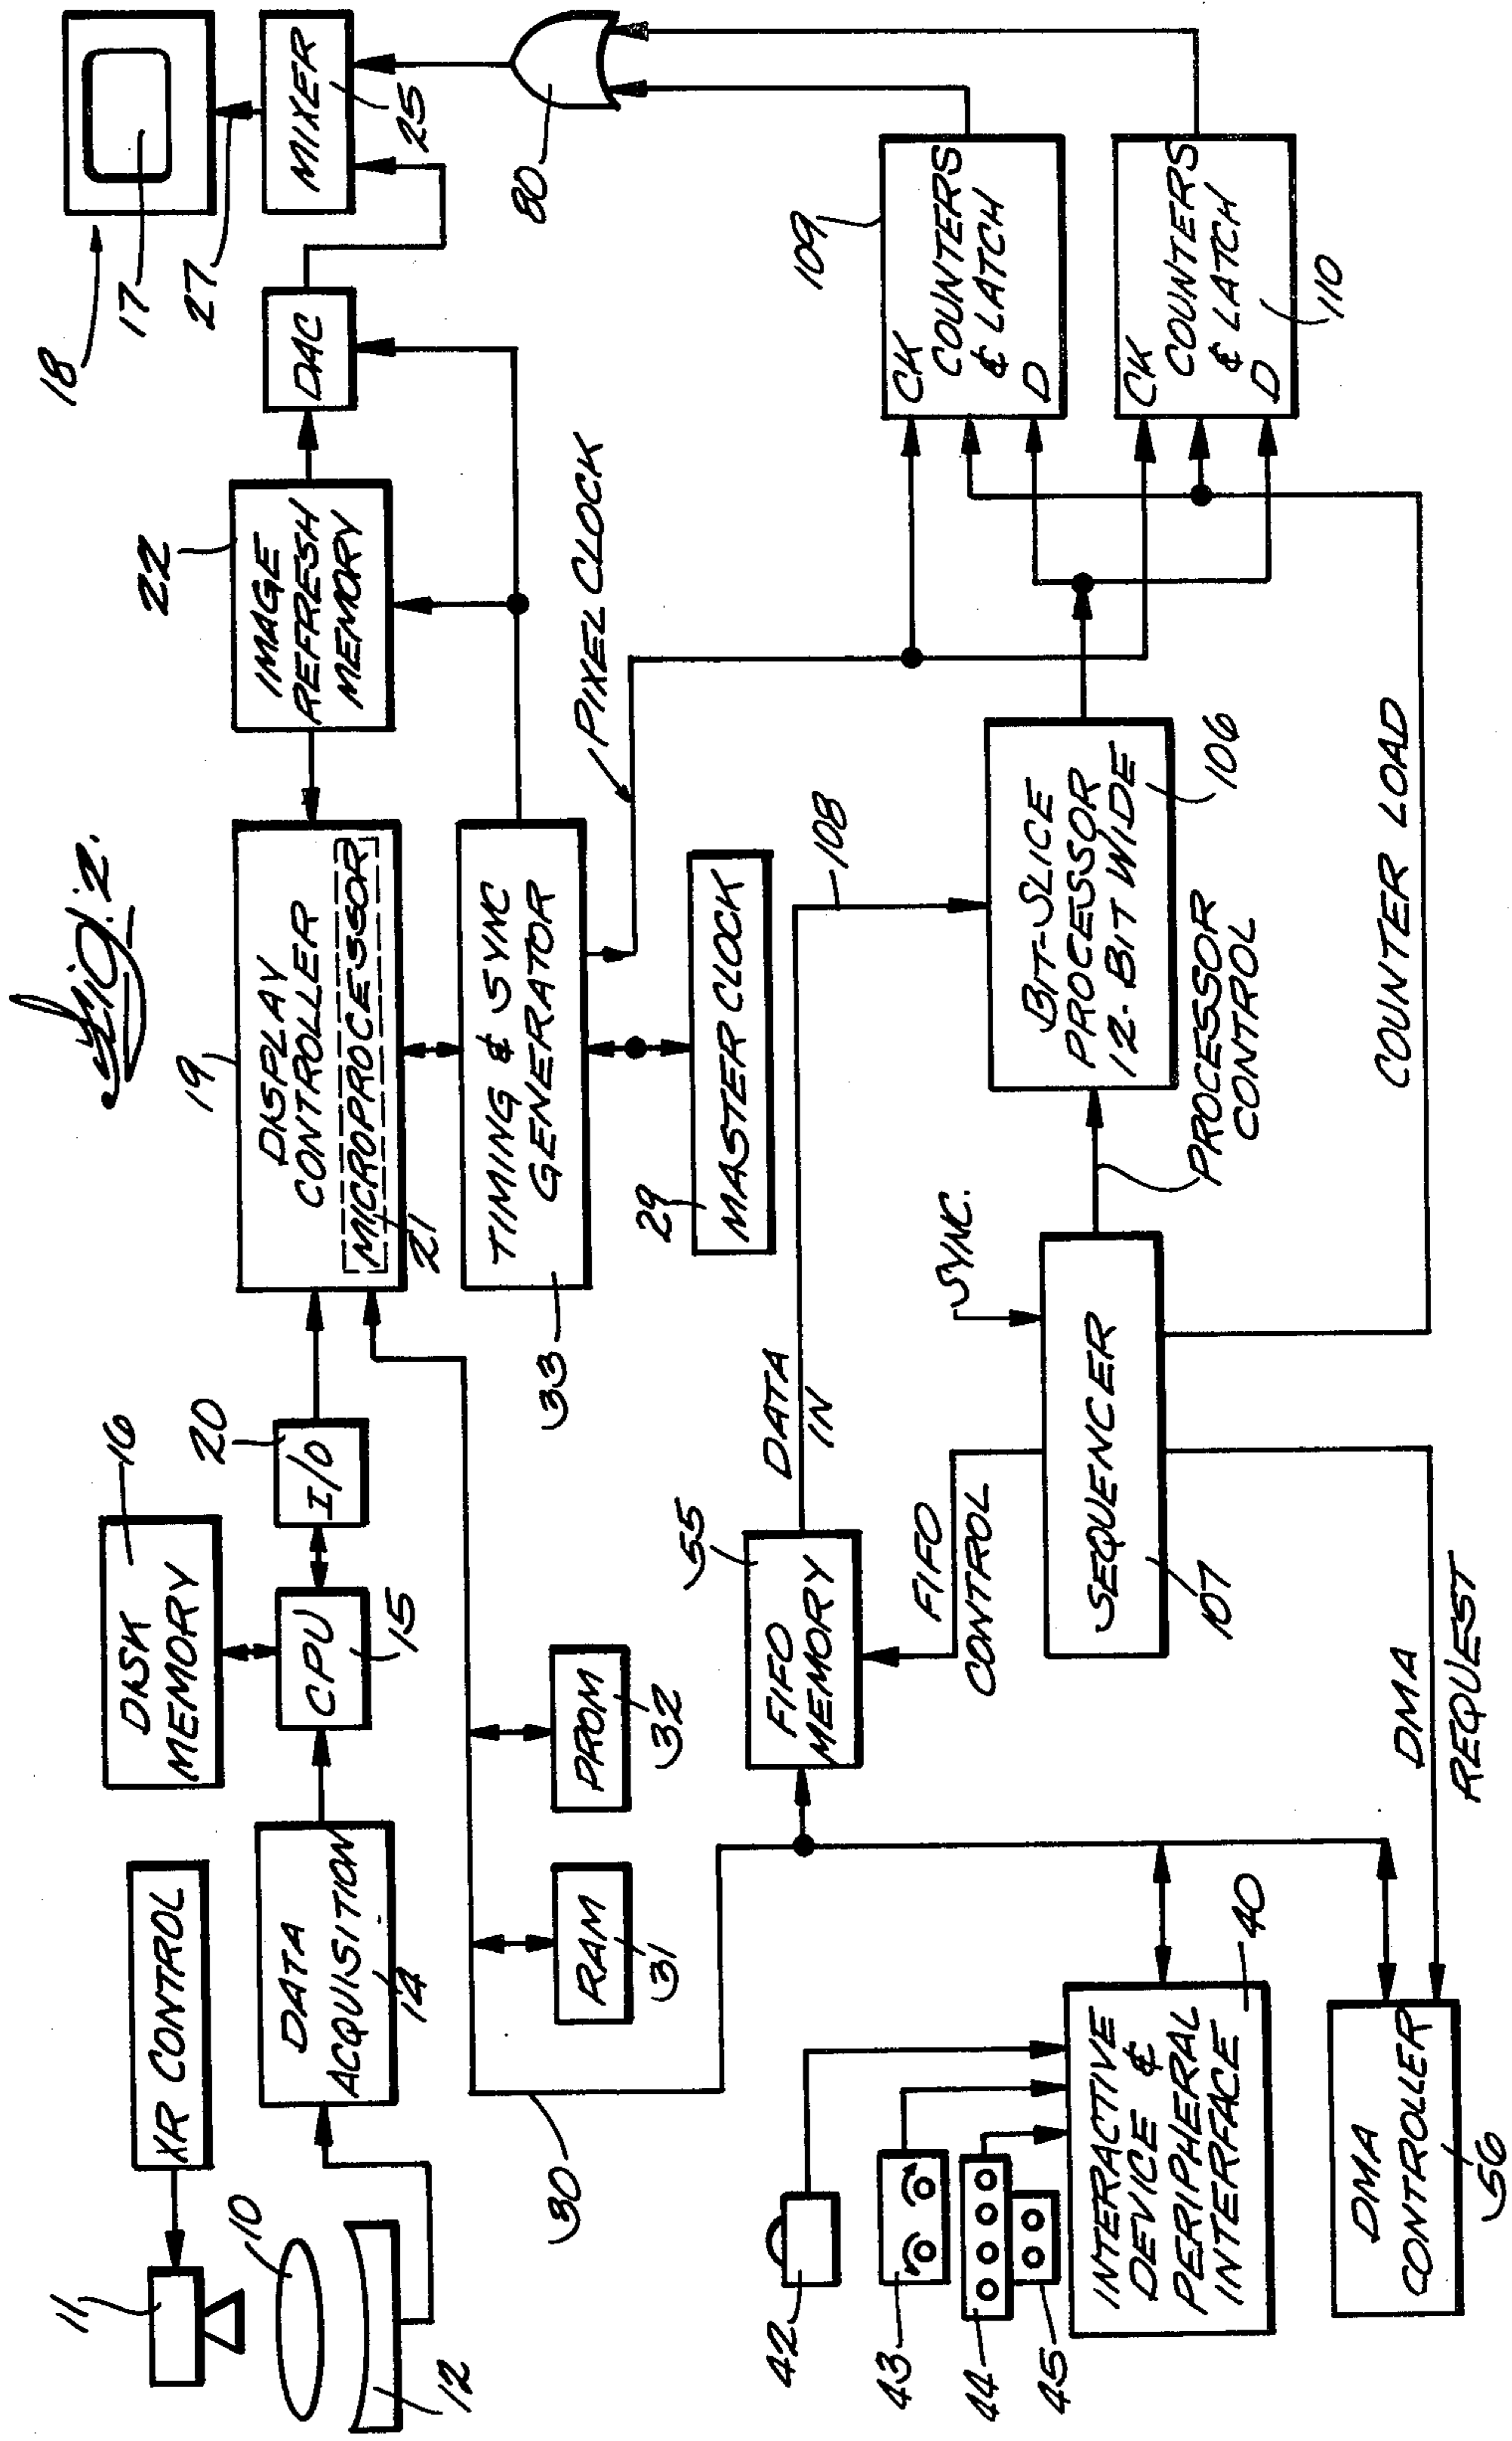 Fig. 2.
XR CONTROL
11
10
12
DATA
ACQUISITION
14
DISK
MEMORY
16
CPU
15
I/O
20
19
DISPLAY
CONTROLLER
MICROPROCESSOR
21
22
IMAGE
REFRESH
MEMORY
DAC
18
17
27
MIXER
25
80
TIMING & SYNC
GENERATOR
33
PIXEL CLOCK
29
MASTER CLOCK
RAM
31
PROM
32
30
55
FIFO
MEMORY
DATA
IN
108
FIFO
CONTROL
SYNC.
SEQUENCER
107
PROCESSOR
CONTROL
BIT-SLICE
PROCESSOR
12-BIT WIDE
106
109
CK
COUNTERS
& LATCH
D
CK
COUNTERS
& LATCH
D
110
COUNTER LOAD
DMA
REQUEST
42
43
44
45
INTERACTIVE
DEVICE &
PERIPHERAL
INTERFACE
40
DMA
CONTROLLER
56